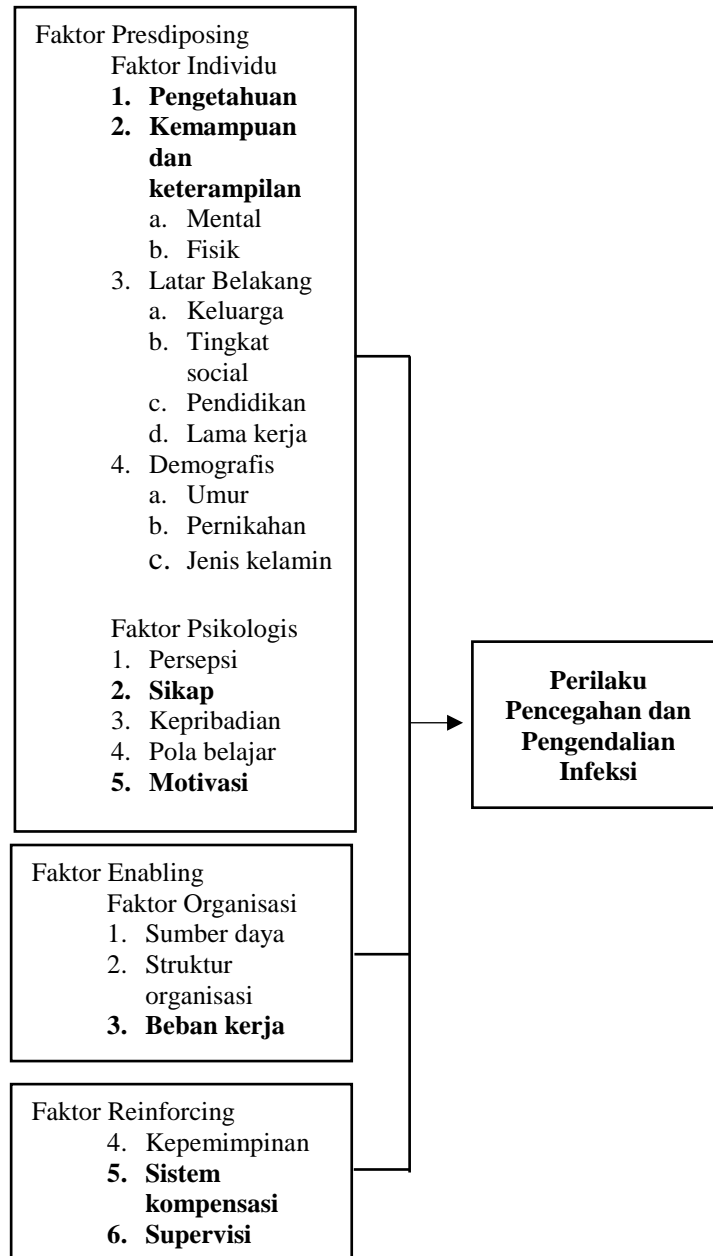 Faktor Presdiposing
Faktor Individu
1. Pengetahuan
2. Kemampuan
dan
keterampilan
a. Mental
b. Fisik
3. Latar Belakang
a. Keluarga
b. Tingkat
social
c. Pendidikan
d. Lama kerja
4. Demografis
a. Umur
b. Pernikahan
c. Jenis kelamin
Faktor Psikologis
1. Persepsi
2. Sikap
3. Kepribadian
4. Pola belajar
5. Motivasi
Faktor Enabling
Faktor Organisasi
1. Sumber daya
2. Struktur
organisasi
3. Beban kerja
Faktor Reinforcing
4. Kepemimpinan
5. Sistem
kompensasi
6. Supervisi
Perilaku
Pencegahan dan
Pengendalian
Infeksi